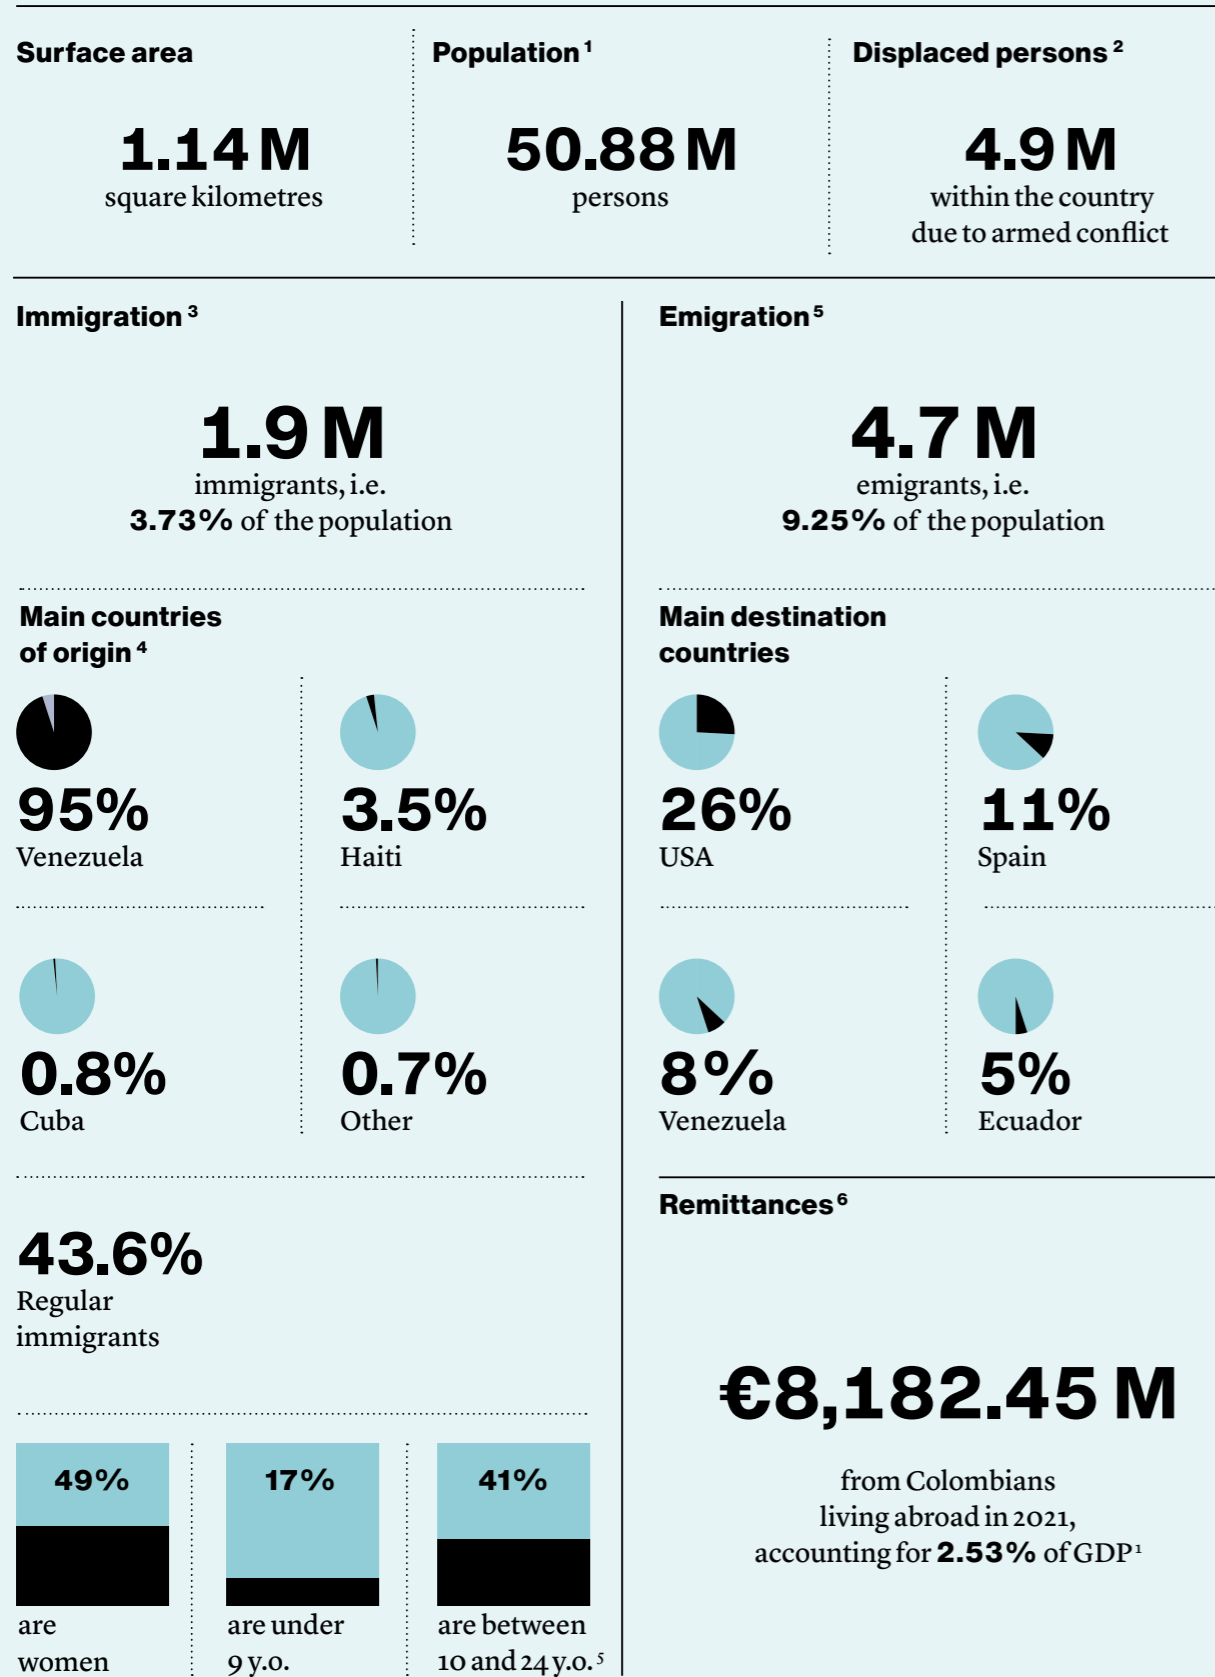 Surface area
1.14 M
square kilometres
Population ¹
50.88 M
persons
Displaced persons ²
4.9 M
within the country
due to armed conflict
Immigration ³
1.9 M
immigrants, i.e.
3.73% of the population
Main countries
of origin ⁴
95%
Venezuela
3.5%
Haiti
0.8%
Cuba
0.7%
Other
43.6%
Regular
immigrants
49%
are
women
17%
are under
9 y.o.
41%
are between
10 and 24 y.o. ⁵
Emigration ⁵
4.7 M
emigrants, i.e.
9.25% of the population
Main destination
countries
26%
USA
11%
Spain
8%
Venezuela
5%
Ecuador
Remittances ⁶
€8,182.45 M
from Colombians
living abroad in 2021,
accounting for 2.53% of GDP¹